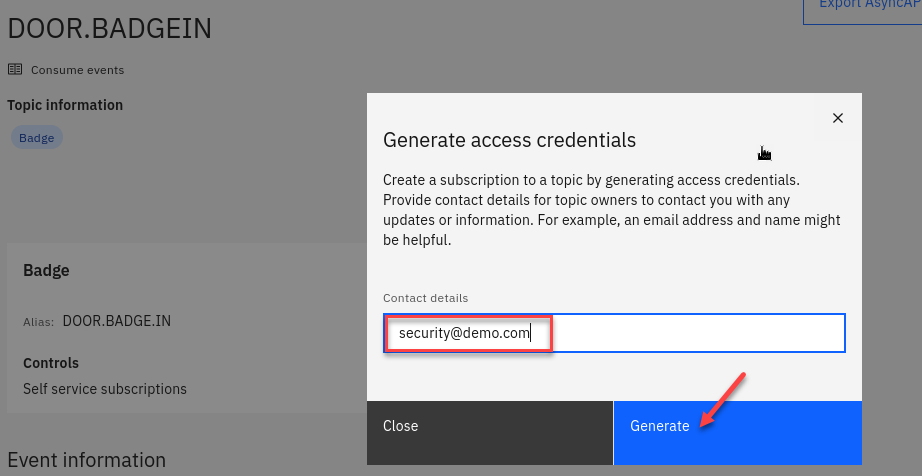 DOOR.BADGEIN
Export AsyncAP
Consume events
Topic information
Badge
Generate access credentials
Create a subscription to a topic by generating access credentials.
Provide contact details for topic owners to contact you with any
updates or information. For example, an email address and name might
be helpful.
Contact details
security@demo.com
Close
Generate
Badge
Alias: DOOR.BADGE.IN
Controls
Self service subscriptions
Event information